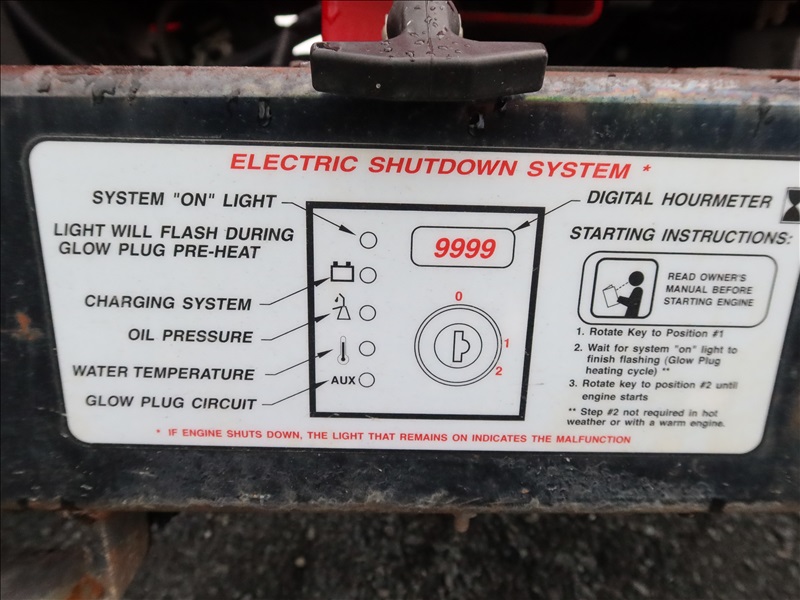 ELECTRIC SHUTDOWN SYSTEM *
SYSTEM "ON" LIGHT
LIGHT WILL FLASH DURING
GLOW PLUG PRE-HEAT
CHARGING SYSTEM
OIL PRESSURE
WATER TEMPERATURE
GLOW PLUG CIRCUIT
AUX
9999
0
1
2
DIGITAL HOURMETER
STARTING INSTRUCTIONS:
READ OWNER'S
MANUAL BEFORE
STARTING ENGINE
1. Rotate Key to Position #1
2. Wait for system "on" light to
finish flashing (Glow Plug
heating cycle) **
3. Rotate key to position #2 until
engine starts
** Step #2 not required in hot
weather or with a warm engine.
* IF ENGINE SHUTS DOWN, THE LIGHT THAT REMAINS ON INDICATES THE MALFUNCTION